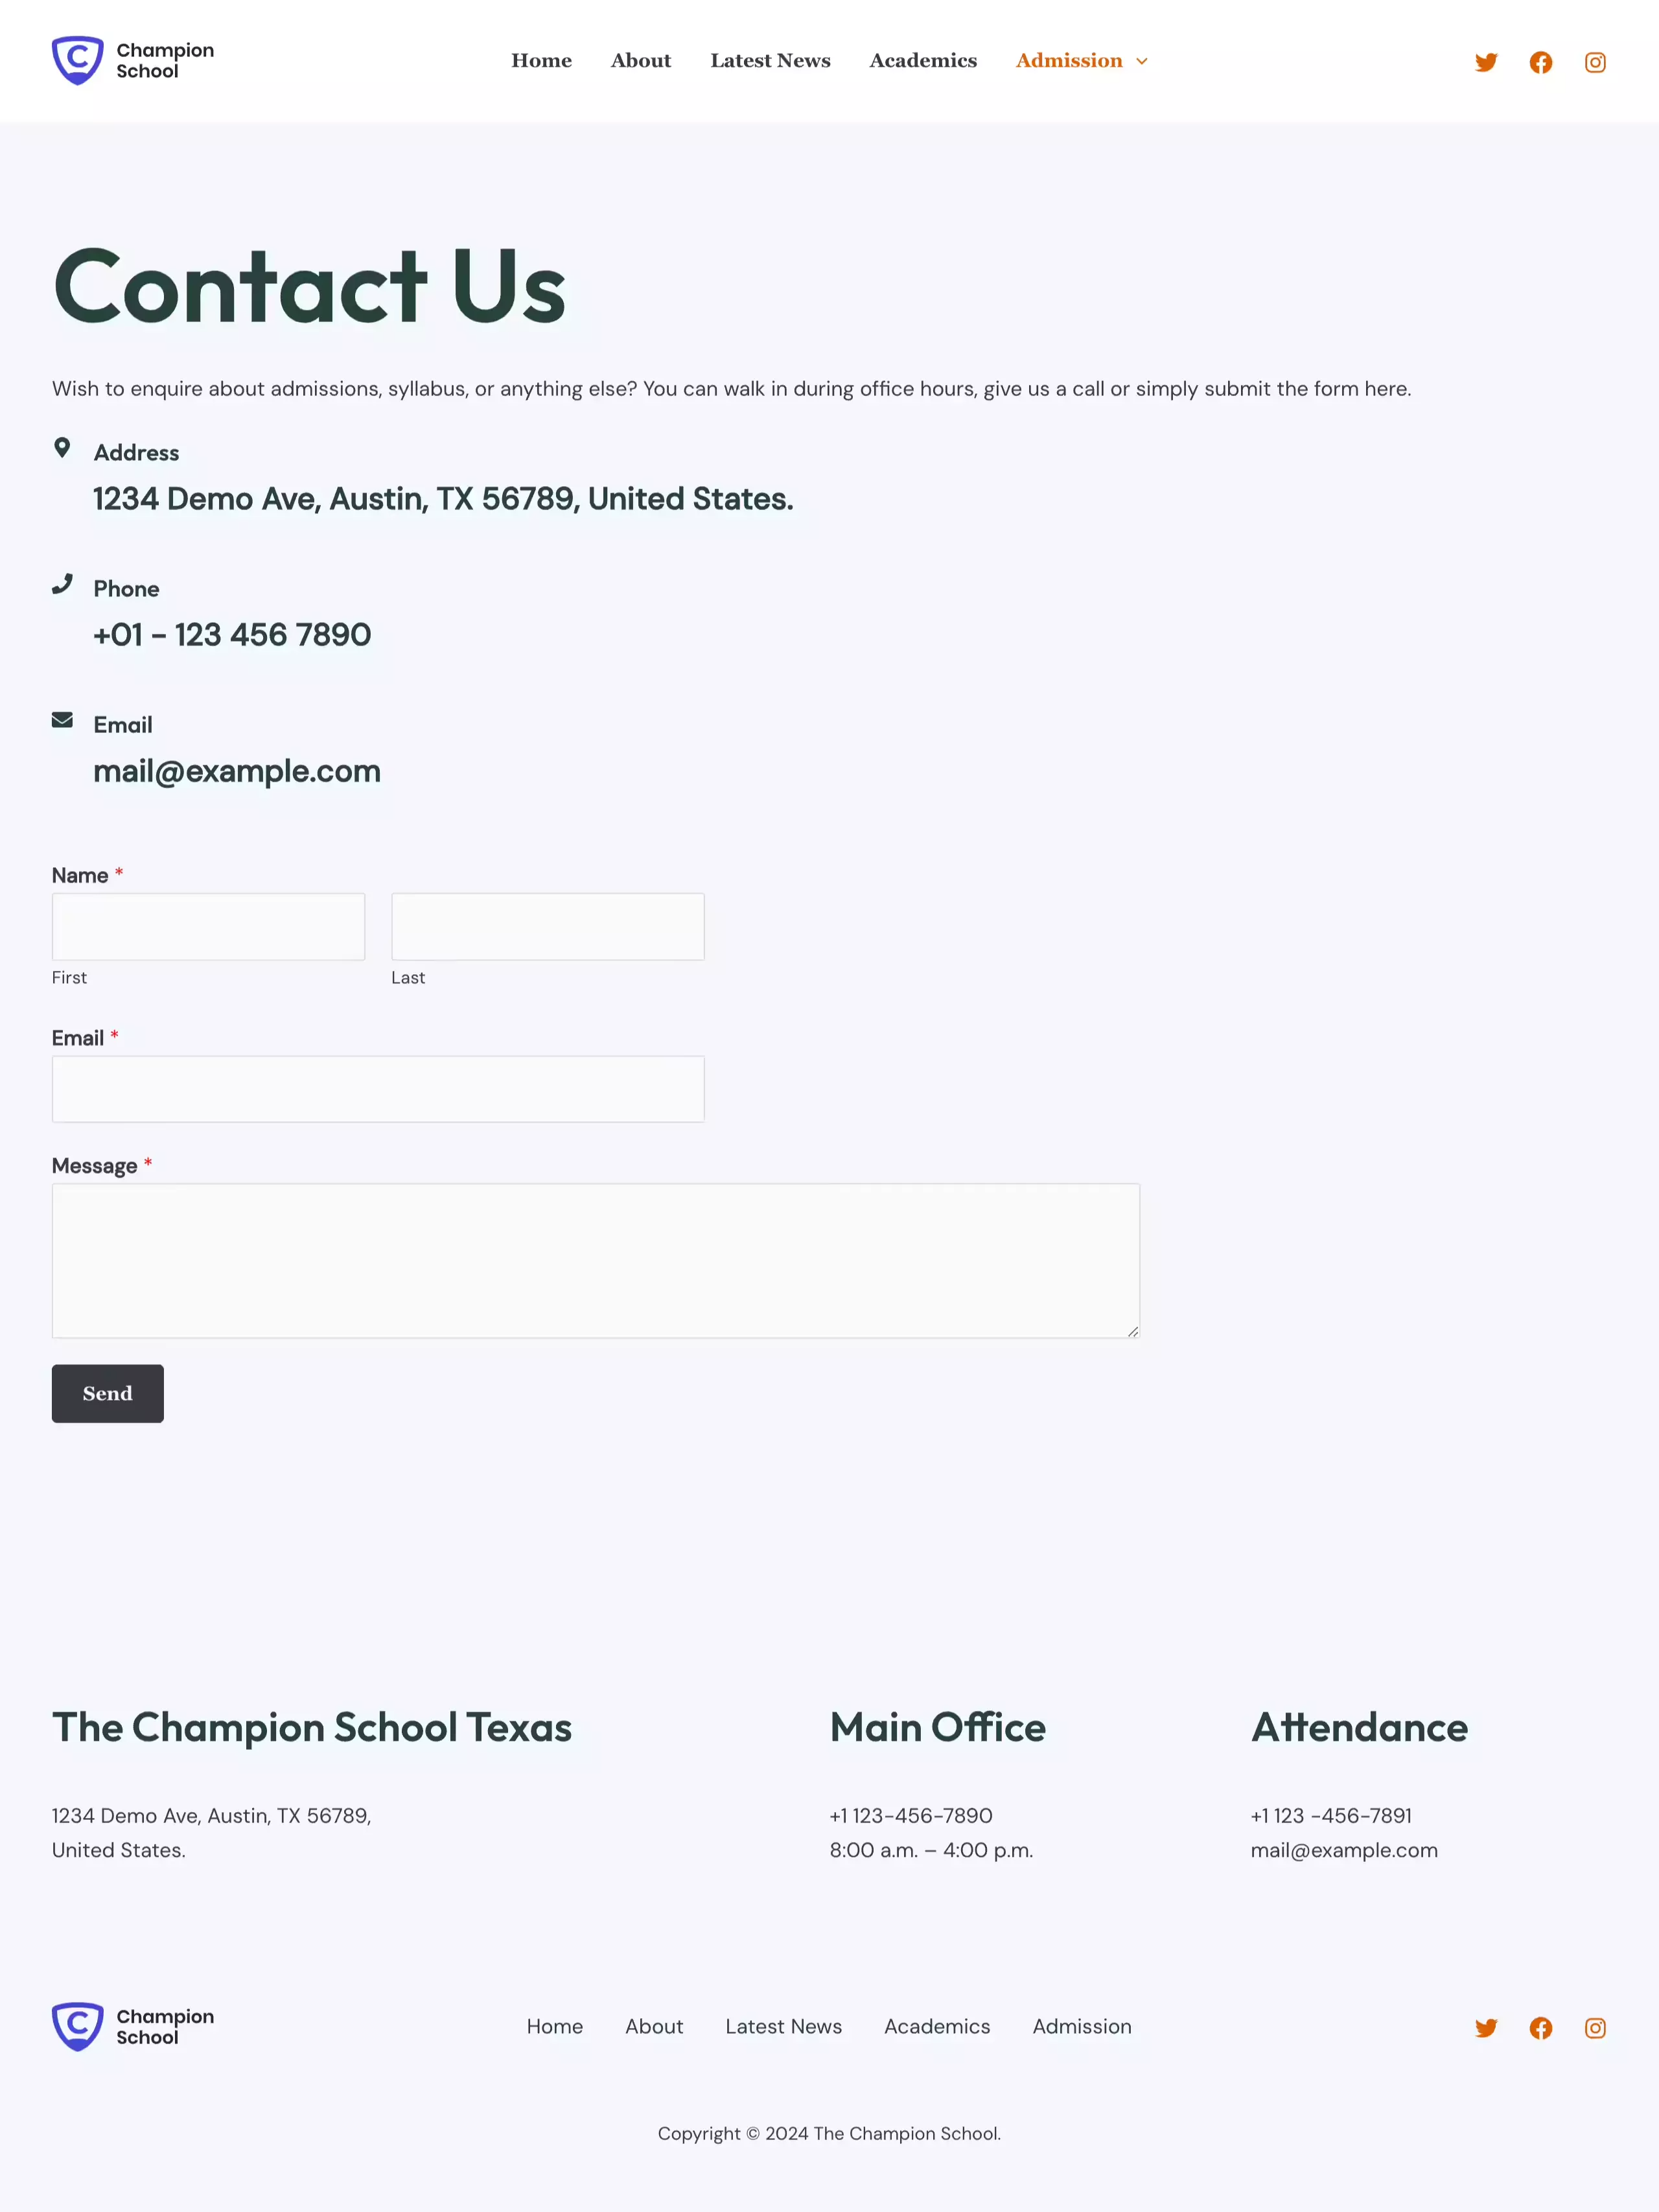 Champion
School
Home
About
Latest News
Academics
Admission
Contact Us
Wish to enquire about admissions, syllabus, or anything else? You can walk in during office hours, give us a call or simply submit the form here.
Address
1234 Demo Ave, Austin, TX 56789, United States.
Phone
+01 – 123 456 7890
Email
mail@example.com
Name *
First
Last
Email *
Message *
Send
The Champion School Texas
1234 Demo Ave, Austin, TX 56789,
United States.
Main Office
+1 123-456-7890
8:00 a.m. – 4:00 p.m.
Attendance
+1 123 -456-7891
mail@example.com
Champion
School
Home
About
Latest News
Academics
Admission
Copyright © 2024 The Champion School.